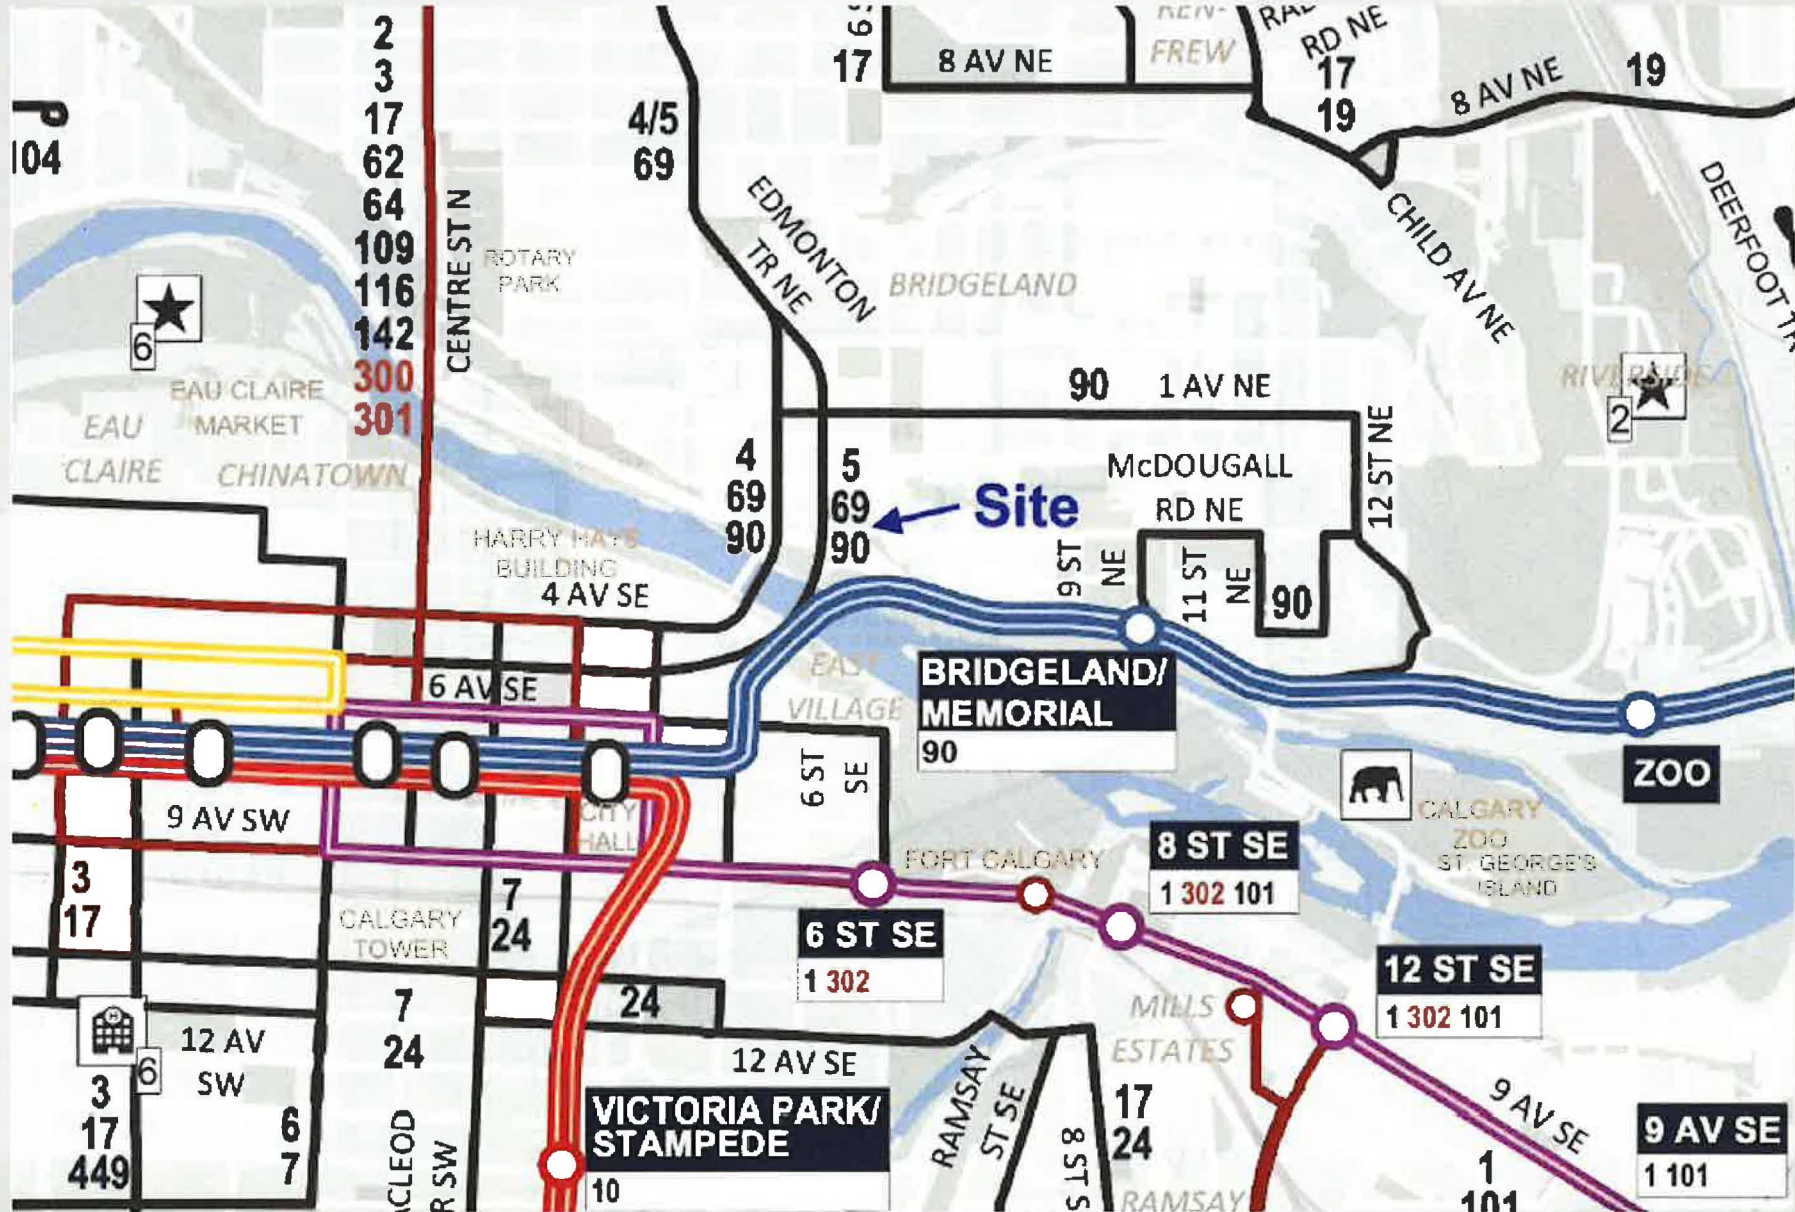 2
3
17
62
64
109
116
142
300
301
CENTRE ST N
104
6
EAU CLAIRE
MARKET
EAU
CLAIRE
CHINATOWN
ROTARY
PARK
4/5
69
EDMONTON
TR NE
17
8 AV NE
FREW
RD NE
17
19
8 AV NE
19
CHILD AV NE
DEERFOOT TR
BRIDGELAND
RIVERSIDE
2
90
1 AV NE
12 ST NE
McDOUGALL
RD NE
4
69
90
5
69
90
Site
9 ST
NE
11 ST
NE
90
HARRY HAYS
BUILDING
4 AV SE
6 AV SE
EAST
VILLAGE
BRIDGELAND/
MEMORIAL
90
ZOO
CALGARY
ZOO
ST. GEORGE'S
ISLAND
6 ST
SE
9 AV SW
CITY
HALL
3
17
7
24
CALGARY
TOWER
FORT CALGARY
8 ST SE
1 302 101
6 ST SE
1 302
12 ST SE
1 302 101
MILLS
ESTATES
24
7
24
12 AV
SW
6
3
17
449
6
7
12 AV SE
VICTORIA PARK/
STAMPEDE
10
RAMSAY
ST SE
8 ST S
17
24
RAMSAY
9 AV SE
1
101
9 AV SE
1 101